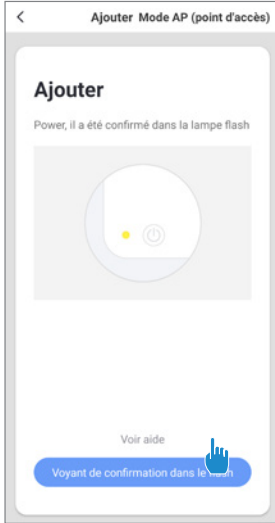 Ajouter Mode AP (point d'accès)
Ajouter
Power, il a été confirmé dans la lampe flash
Voir aide
Voyant de confirmation dans le flash